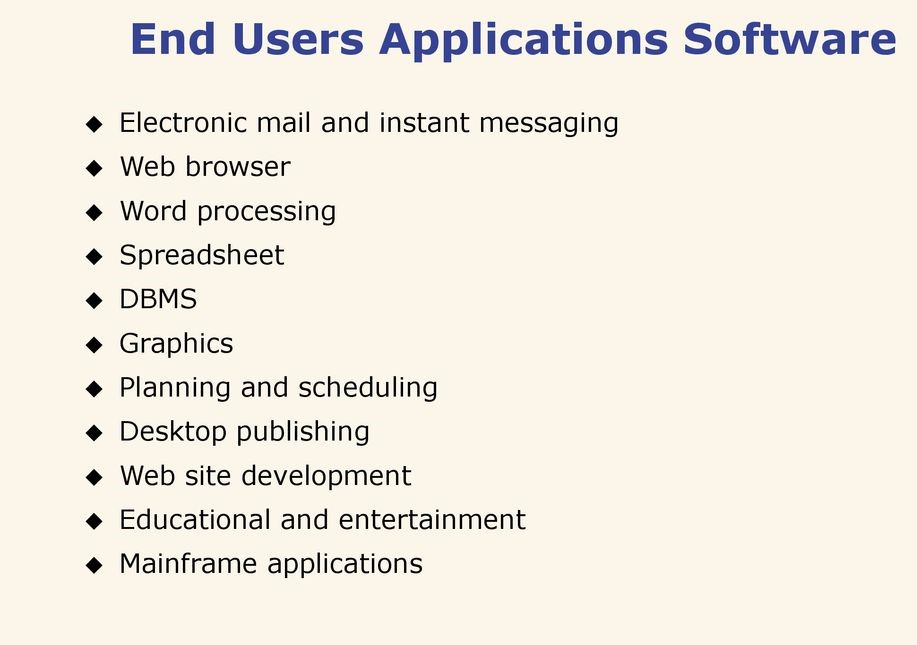 End Users Applications Software
◆ Electronic mail and instant messaging
◆ Web browser
◆ Word processing
◆ Spreadsheet
◆ DBMS
◆ Graphics
◆ Planning and scheduling
◆ Desktop publishing
◆ Web site development
◆ Educational and entertainment
◆ Mainframe applications